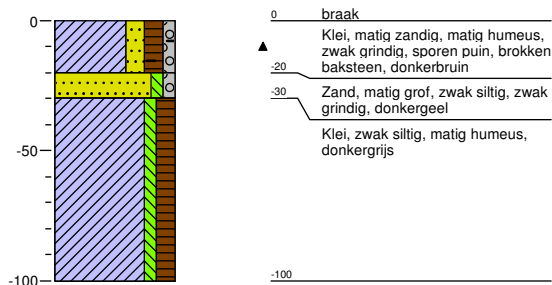 0
-50
-100
0
braak
Klei, matig zandig, matig humeus,
zwak grindig, sporen puin, brokken
baksteen, donkerbruin
-20
Zand, matig grof, zwak siltig, zwak
grindig, donkergeel
-30
Klei, zwak siltig, matig humeus,
donkergrijs
-100